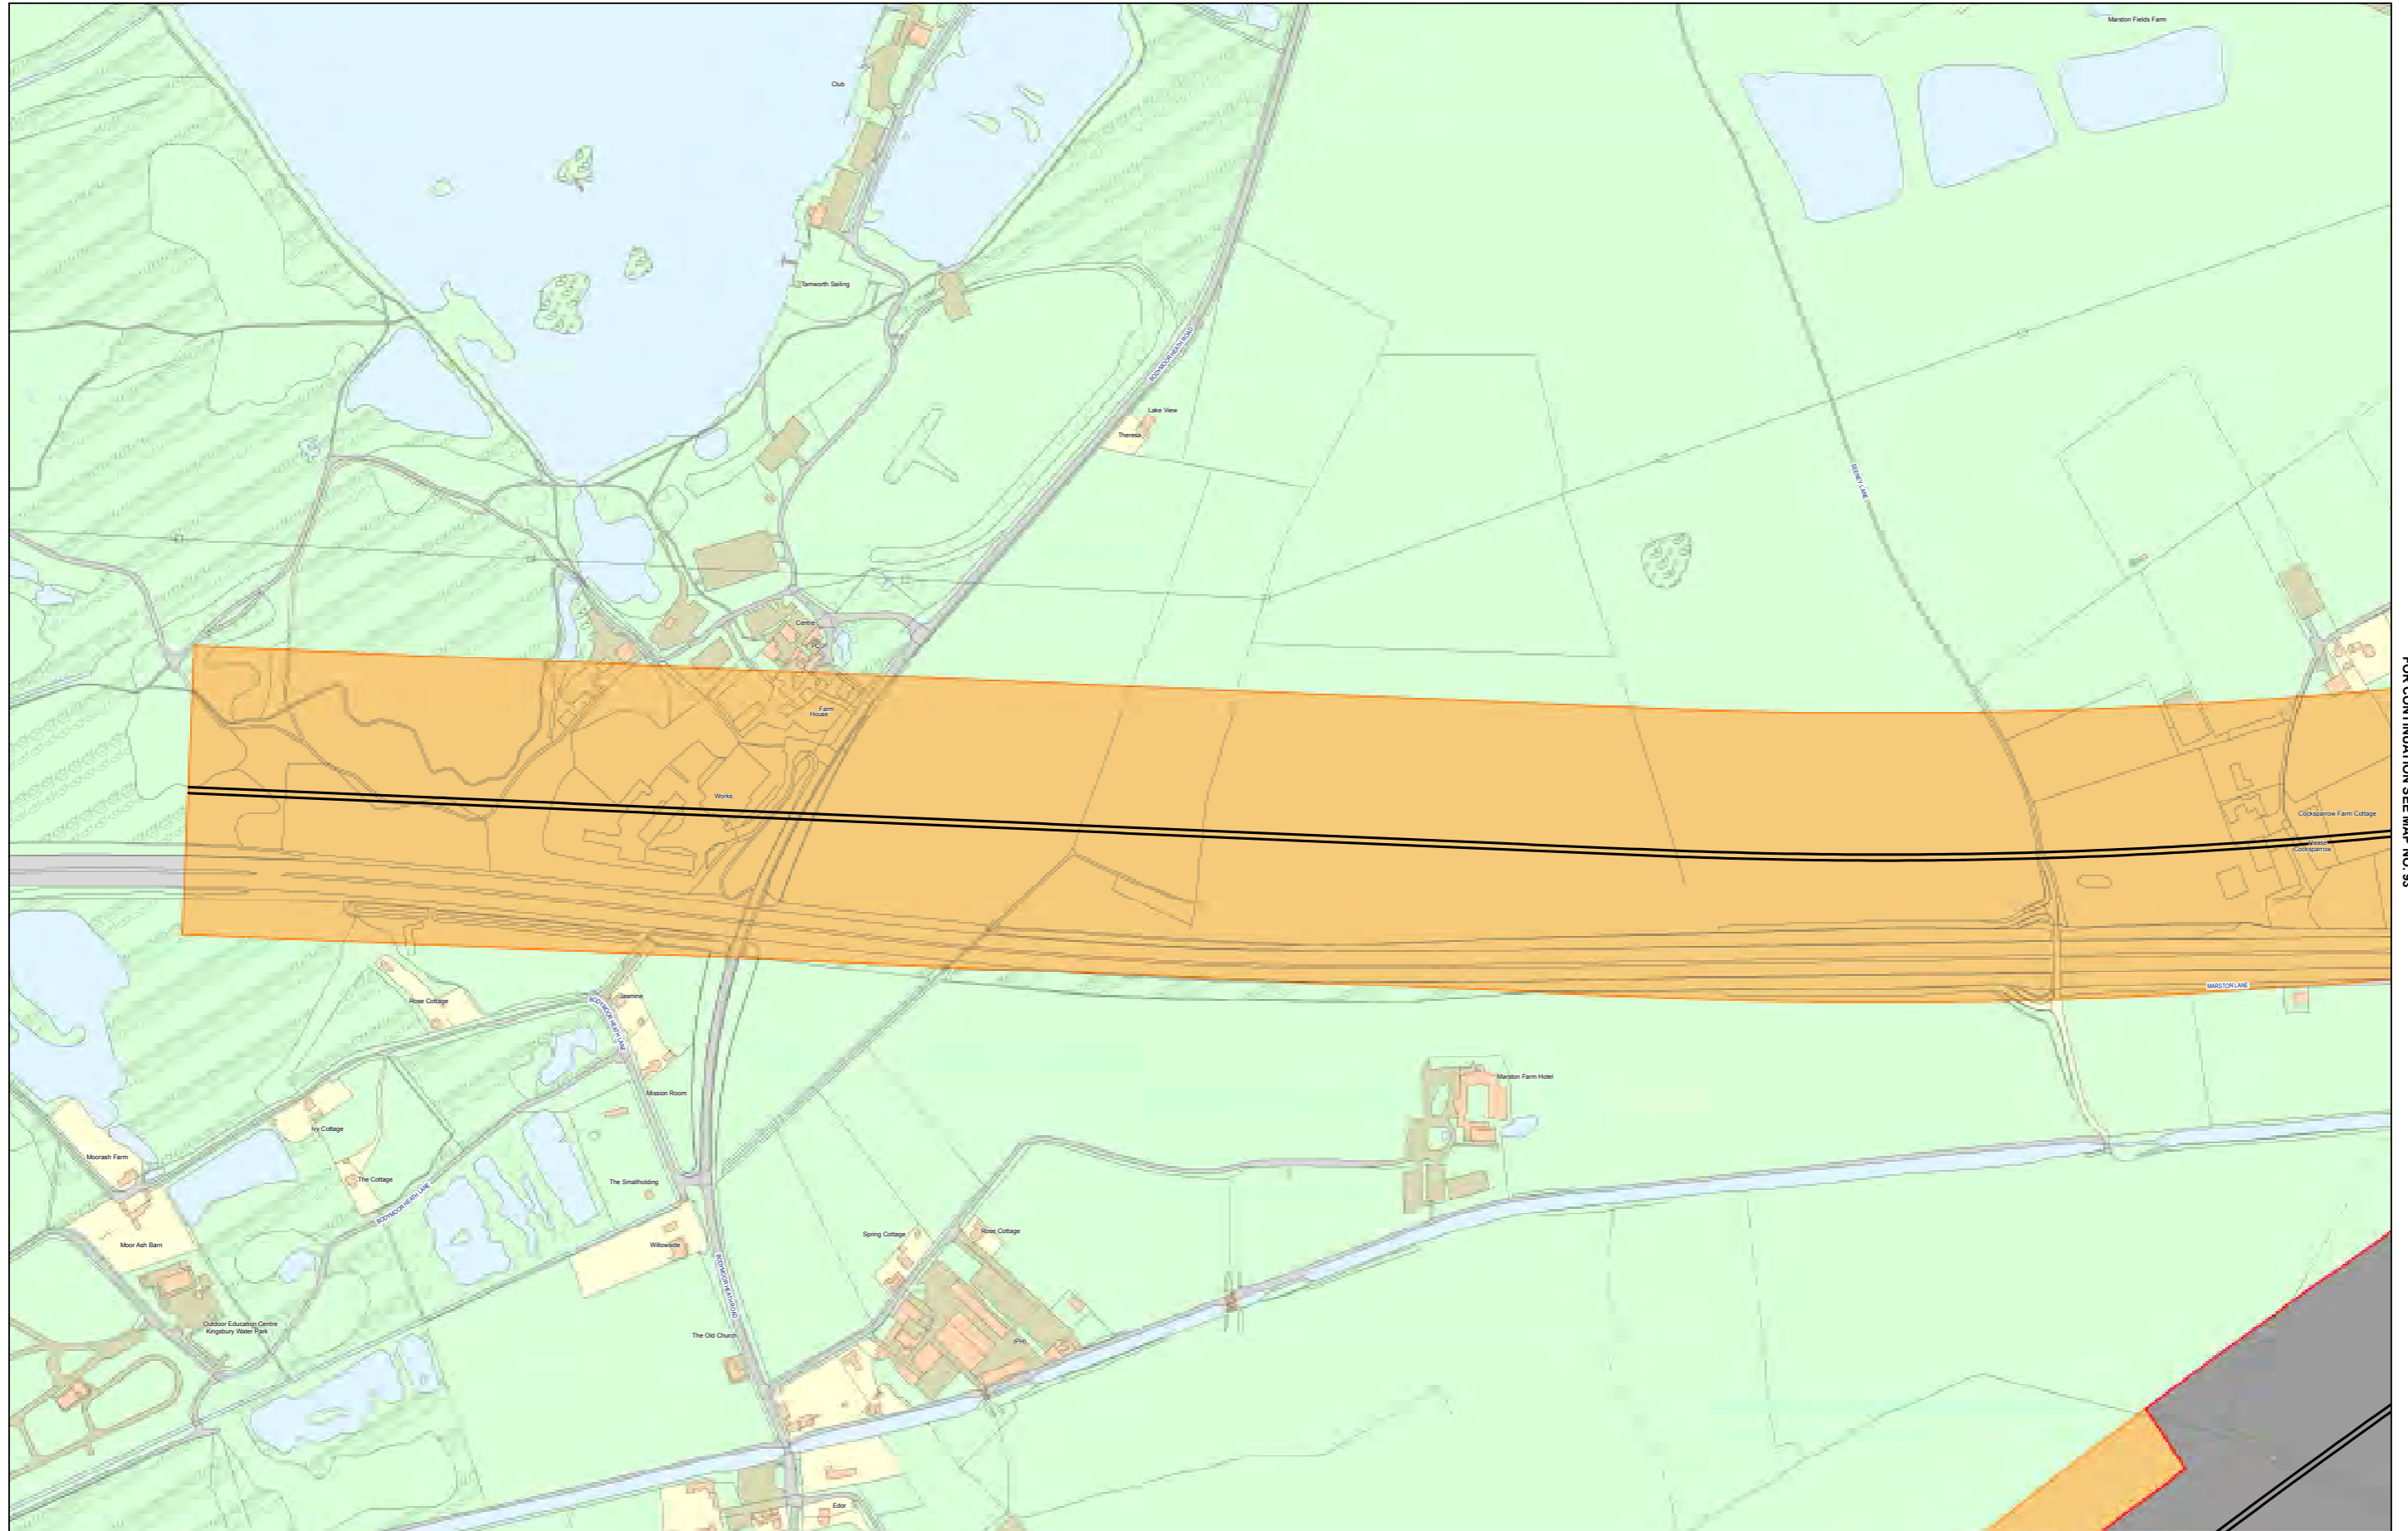 Marston Fields Farm
Club
Tamworth Sailing
BODYMOOR HEATH ROAD
Lake View
Theresa
SEENEY LANE
Centre
FOR CONTINUATION SEE MAP NO. 93
Farm
House
Works
Cocksparrow Farm Cottage
House
Cocksparrow
MARSTON LANE
Rose Cottage
Jasmine
BODYMOOR HEATH LANE
Marston Farm Hotel
Mission Room
Ivy Cottage
Moorash Farm
The Cottage
The Smallholding
BODYMOOR HEATH LANE
Moor Ash Barn
Willowside
Spring Cottage
Rose Cottage
BODYMOOR HEATH ROAD
Outdoor Education Centre
Kingsbury Water Park
The Old Church
(PH)
Edor